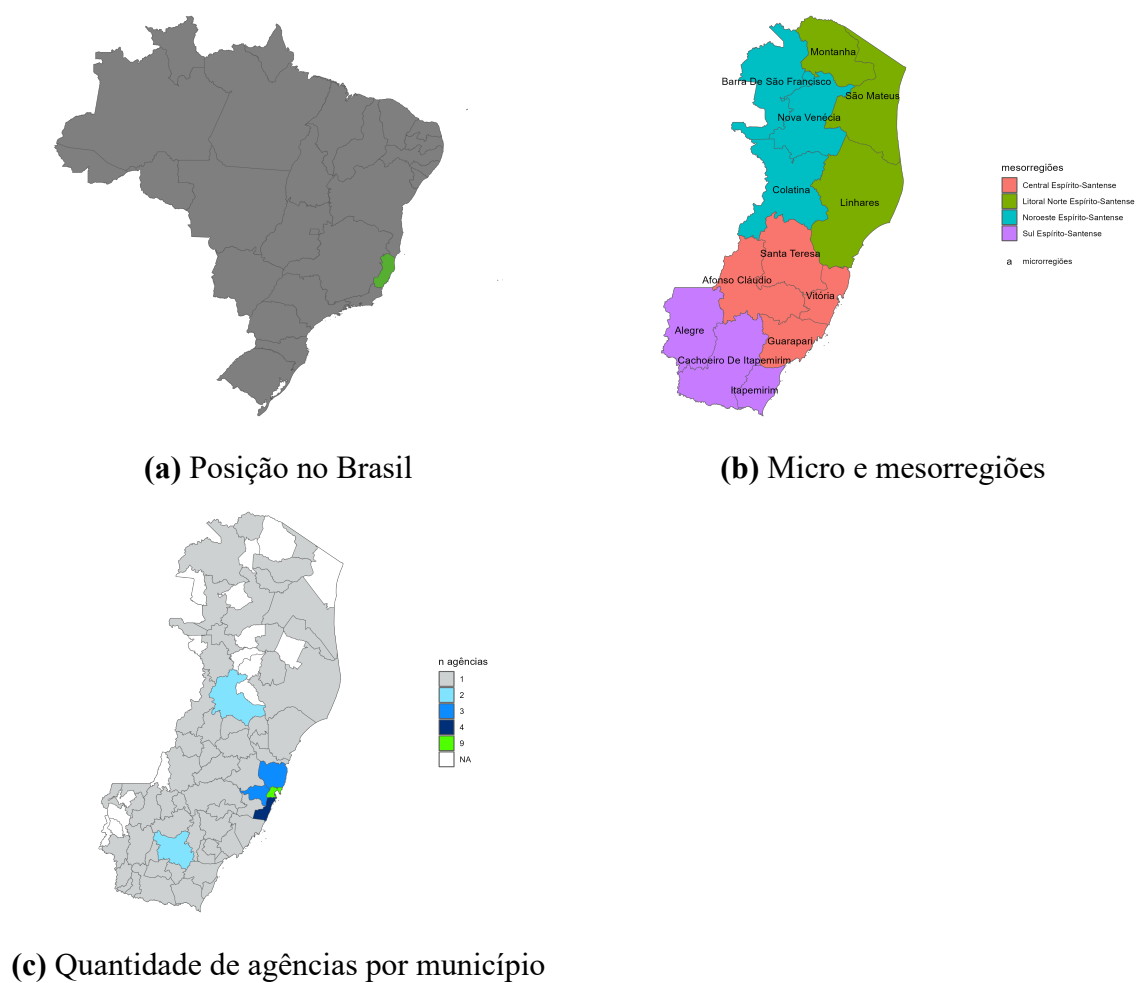 Montanha
Barra De São Francisco
São Mateus
Nova Venécia
Colatina
Linhares
Santa Teresa
Afonso Cláudio
Vitória
Alegre
Guarapari
Cachoeiro De Itapemirim
Itapemirim
mesorregiões
Central Espírito-Santense
Litoral Norte Espírito-Santense
Noroeste Espírito-Santense
Sul Espírito-Santense
a microrregiões
(a) Posição no Brasil
(b) Micro e mesorregiões
n agências
1
2
3
4
9
NA
(c) Quantidade de agências por município